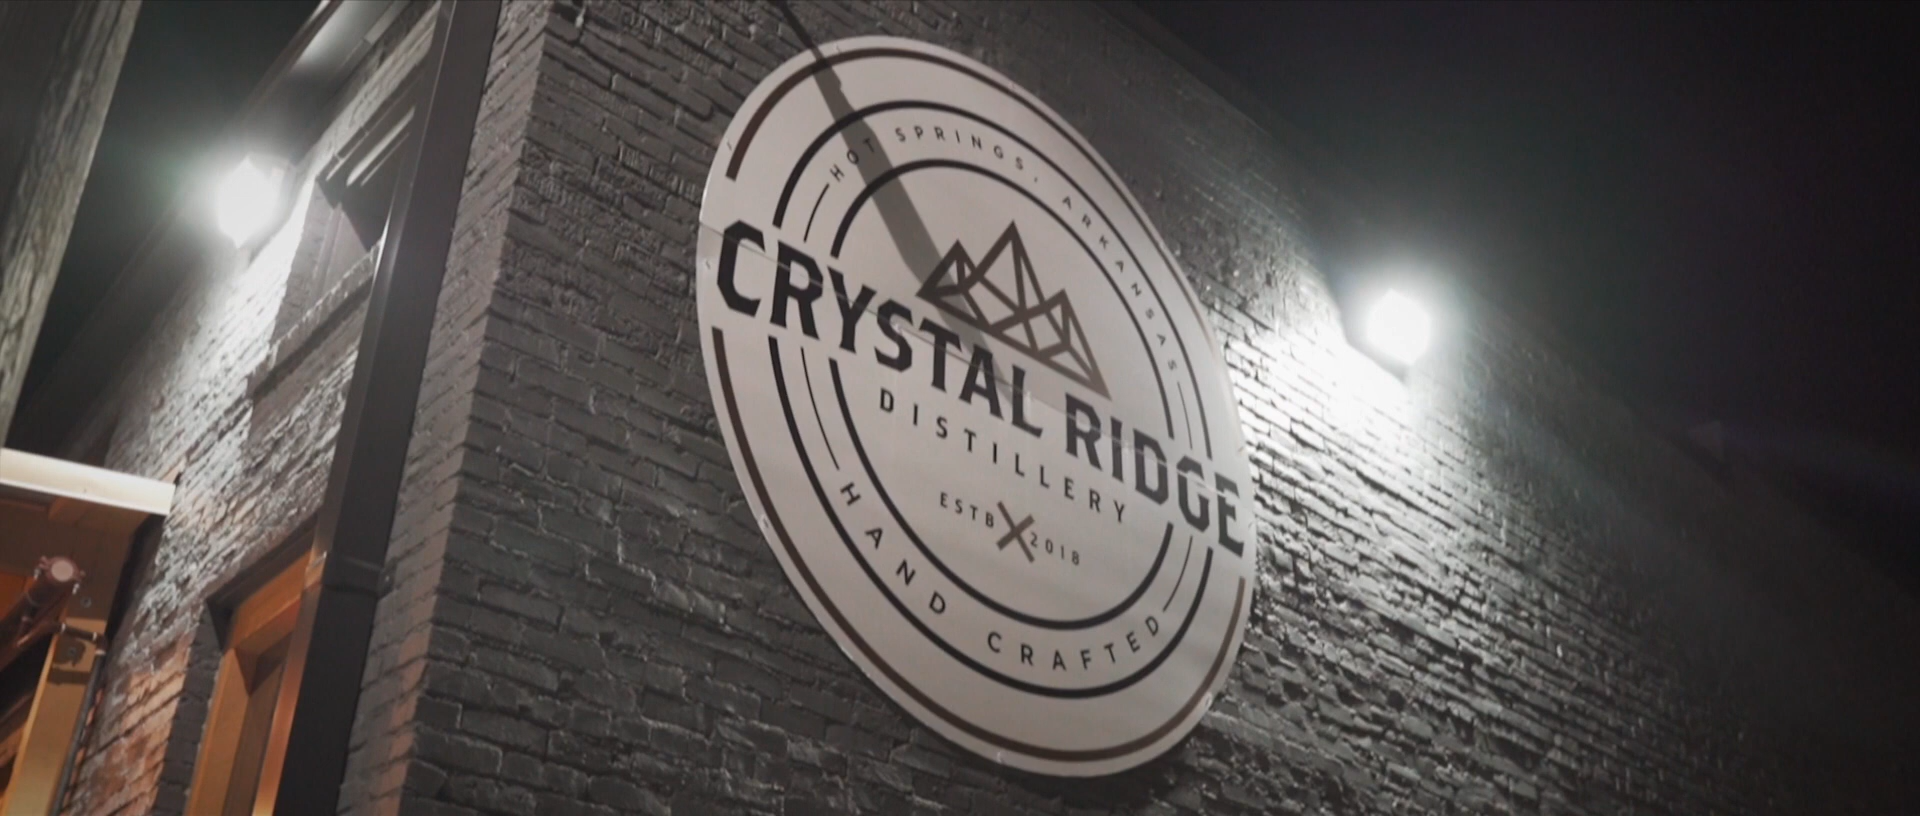 HOT SPRINGS, ARKANSAS
CRYSTAL RIDGE
DISTILLERY
ESTB 2018
HAND CRAFTED